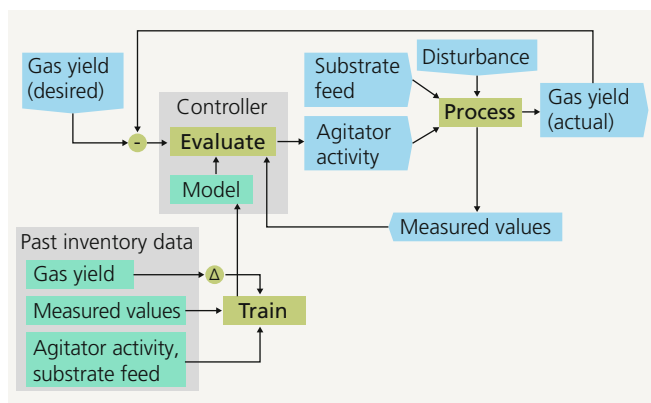 Gas yield
(desired)
Substrate
feed
Disturbance
Controller
Evaluate
-
Agitator
activity
Process
Gas yield
(actual)
Model
Measured values
Past inventory data
Gas yield
Δ
Measured values
Train
Agitator activity,
substrate feed